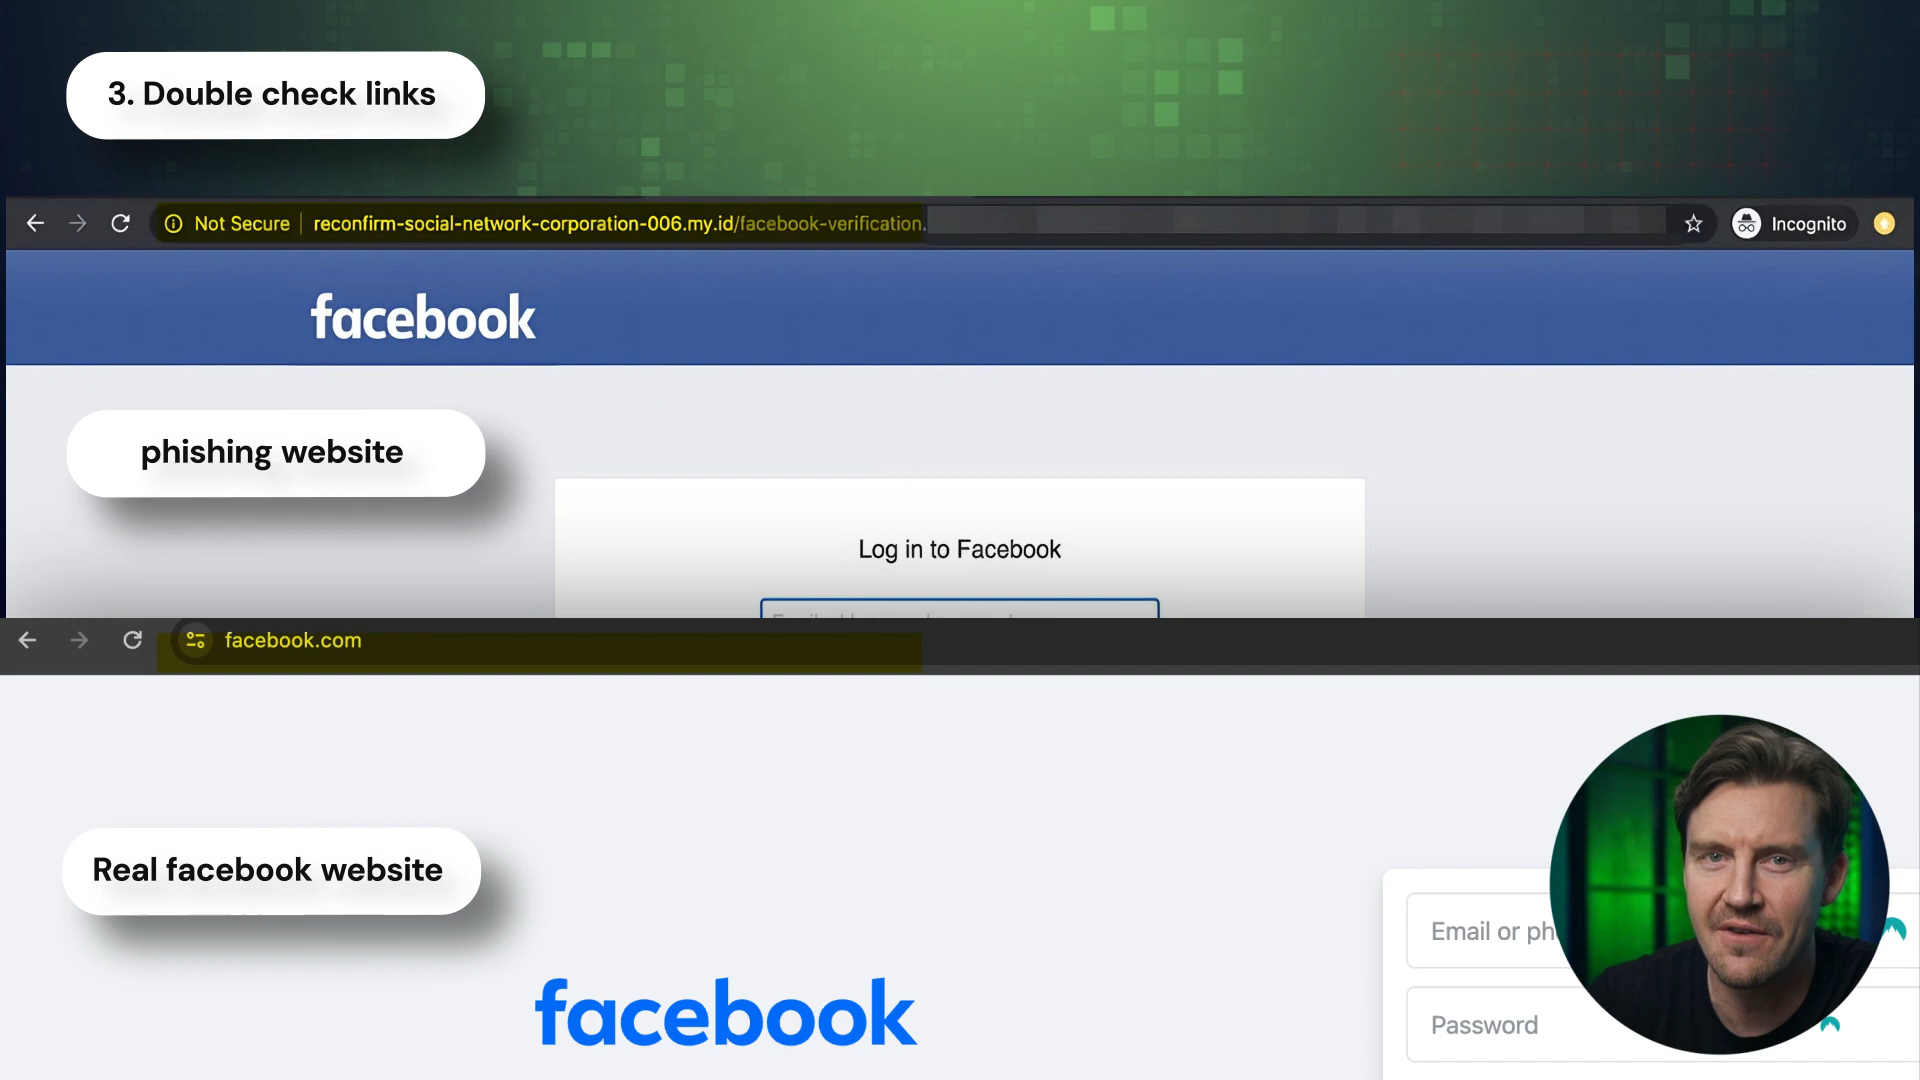 3. Double check links
Not Secure | reconfirm-social-network-corporation-006.my.id/facebook-verification.
Incognito
facebook
phishing website
Log in to Facebook
facebook.com
Real facebook website
Email or
facebook
Password